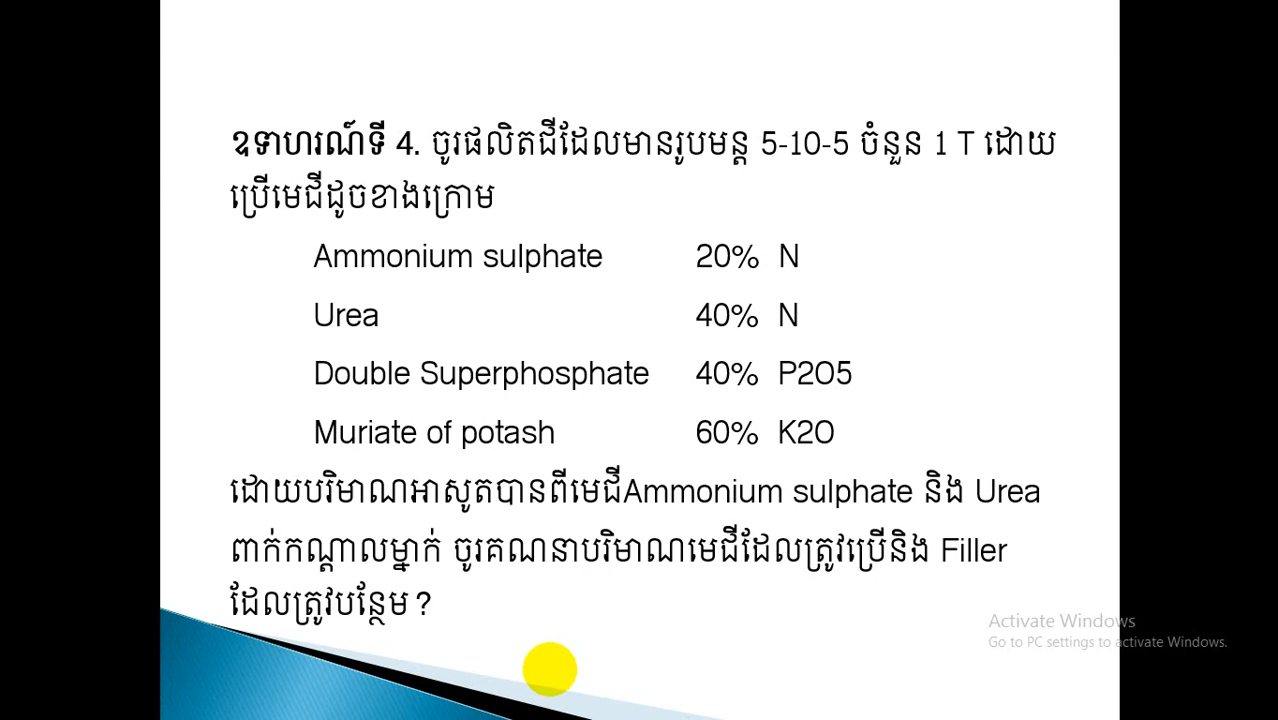 ឧទាហរណ៍ទី 4. ចូរផលិតជីដែលមានរូបមន្ត 5-10-5 ចំនួន 1 T ដោយ
ប្រើមេជីដូចខាងក្រោម
Ammonium sulphate 20% N
Urea 40% N
Double Superphosphate 40% P2O5
Muriate of potash 60% K2O
ដោយបរិមាណអាសូតបានពីមេជីAmmonium sulphate និង Urea
ពាក់កណ្តាលម្នាក់ ចូរគណនាបរិមាណមេជីដែលត្រូវប្រើនិង Filler
ដែលត្រូវបន្ថែម?
Activate Windows
Go to PC settings to activate Windows.